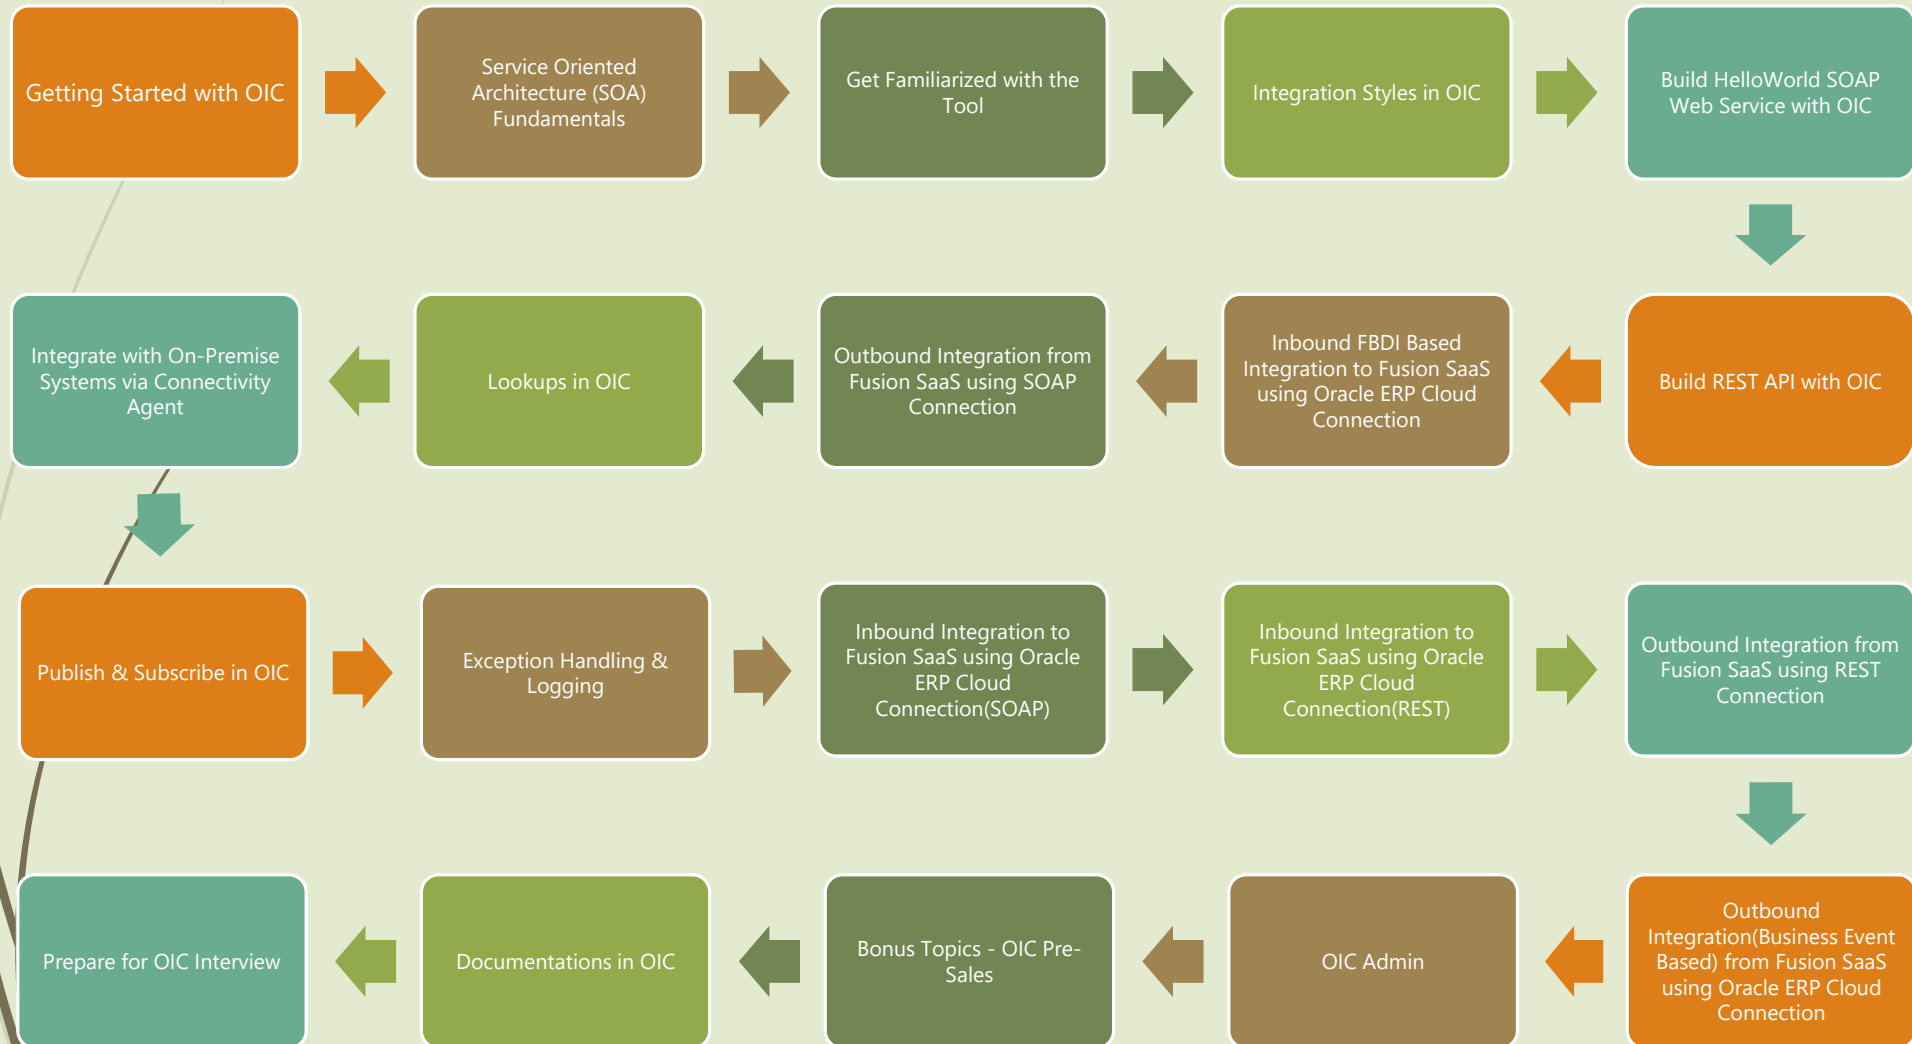 Getting Started with OIC
Service Oriented
Architecture (SOA)
Fundamentals
Get Familiarized with the
Tool
Integration Styles in OIC
Build HelloWorld SOAP
Web Service with OIC
Build REST API with OIC
Inbound FBDI Based
Integration to Fusion SaaS
using Oracle ERP Cloud
Connection
Outbound Integration from
Fusion SaaS using SOAP
Connection
Lookups in OIC
Integrate with On-Premise
Systems via Connectivity
Agent
Publish & Subscribe in OIC
Exception Handling &
Logging
Inbound Integration to
Fusion SaaS using Oracle
ERP Cloud
Connection(SOAP)
Inbound Integration to
Fusion SaaS using Oracle
ERP Cloud
Connection(REST)
Outbound Integration from
Fusion SaaS using REST
Connection
Outbound
Integration(Business Event
Based) from Fusion SaaS
using Oracle ERP Cloud
Connection
OIC Admin
Bonus Topics - OIC Pre-
Sales
Documentations in OIC
Prepare for OIC Interview